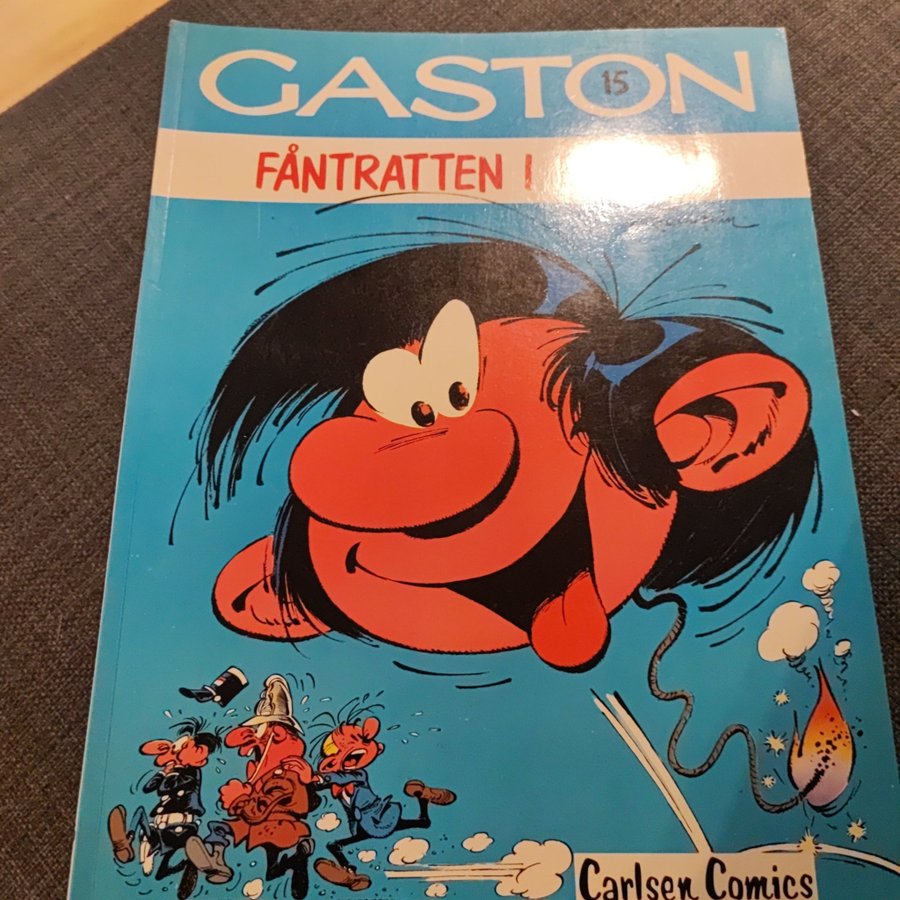 GASTON
15
FÅNTRATTEN I
Carlsen Comics